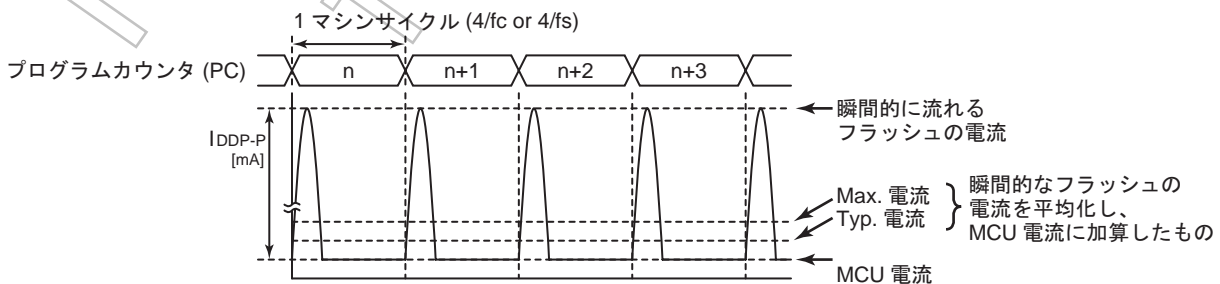 1 マシンサイクル (4/fc or 4/fs)
プログラムカウンタ (PC)
n
n+1
n+2
n+3
IDDP-P
[mA]
瞬間的に流れる
フラッシュの電流
Max. 電流
Typ. 電流
瞬間的なフラッシュの
電流を平均化し、
MCU 電流に加算したもの
MCU 電流